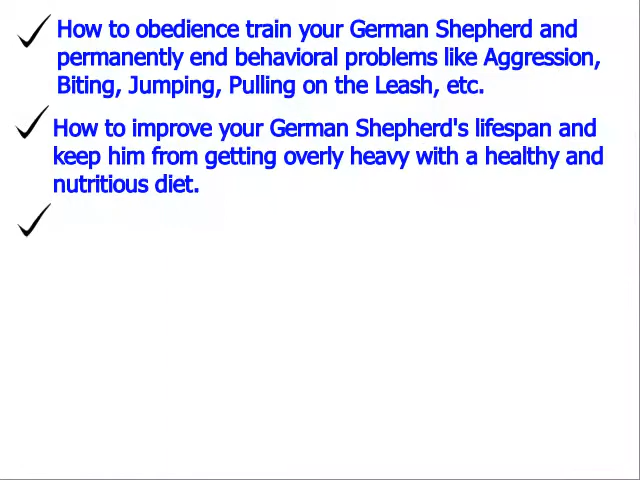 How to obedience train your German Shepherd and
permanently end behavioral problems like Aggression,
Biting, Jumping, Pulling on the Leash, etc.
How to improve your German Shepherd's lifespan and
keep him from getting overly heavy with a healthy and
nutritious diet.